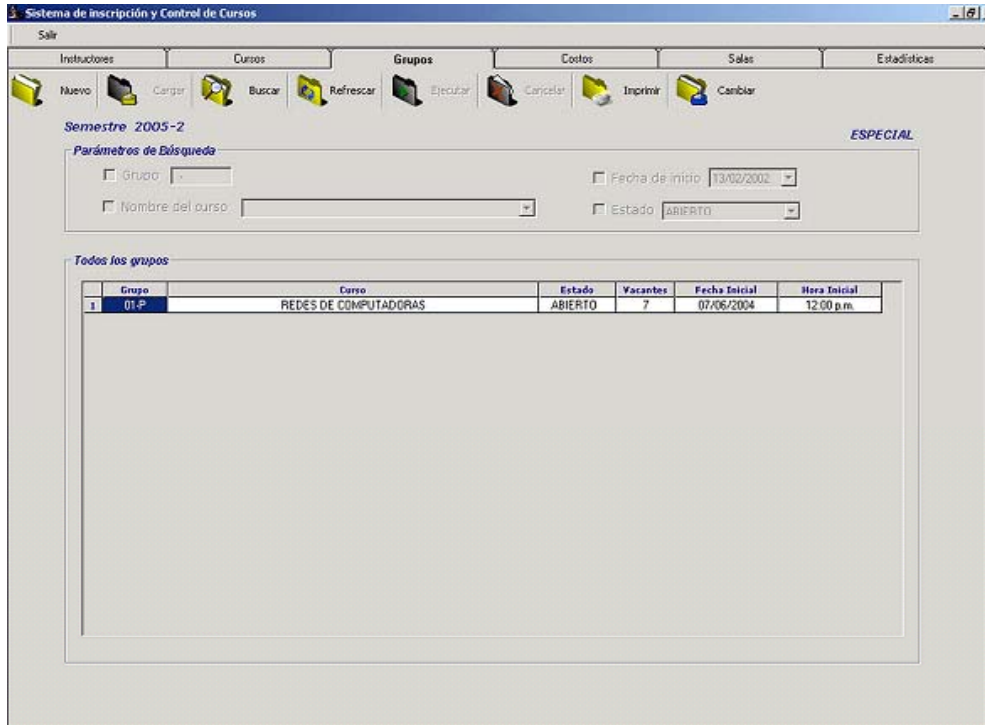 Sistema de inscripción y Control de Cursos
Salir
Instructores Cursos Grupos Costos Salas Estadísticas
Nuevo Cargar Buscar Refrescar Ejecutar Cancelar Imprimir Cambiar
Semestre 2005-2
ESPECIAL
Parámetros de Búsqueda
Grupo - Fecha de inicio 13/02/2002
Nombre del curso Estado ABIERTO
Todos los grupos
Grupo Curso Estado Vacantes Fecha Inicial Hora Inicial
1 01-P REDES DE COMPUTADORAS ABIERTO 7 07/06/2004 12:00 p.m.